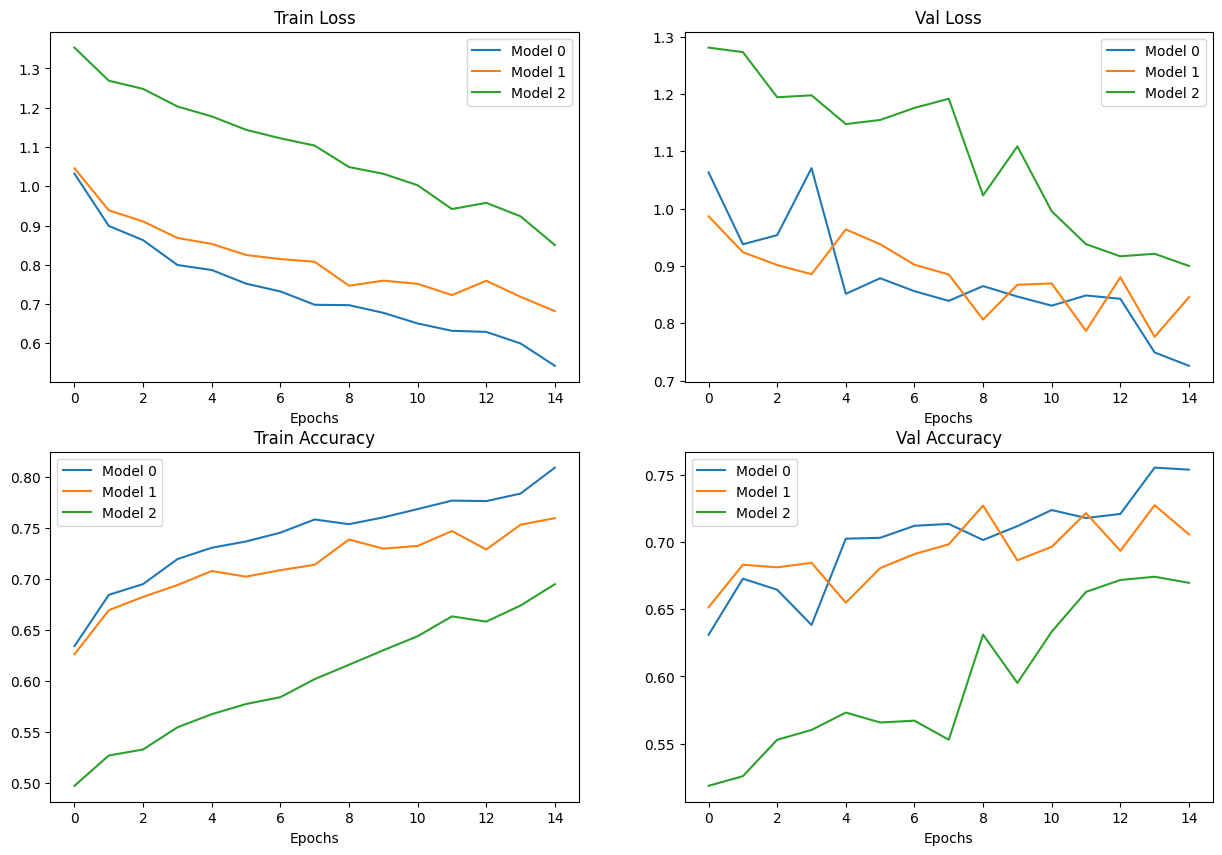 Train Loss
1.3
1.2
1.1
1.0
0.9
0.8
0.7
0.6
Model 0
Model 1
Model 2
0 2 4 6 8 10 12 14
Epochs
Val Loss
1.3
1.2
1.1
1.0
0.9
0.8
0.7
Model 0
Model 1
Model 2
0 2 4 6 8 10 12 14
Epochs
Train Accuracy
0.80
0.75
0.70
0.65
0.60
0.55
0.50
Model 0
Model 1
Model 2
0 2 4 6 8 10 12 14
Epochs
Val Accuracy
0.75
0.70
0.65
0.60
0.55
Model 0
Model 1
Model 2
0 2 4 6 8 10 12 14
Epochs